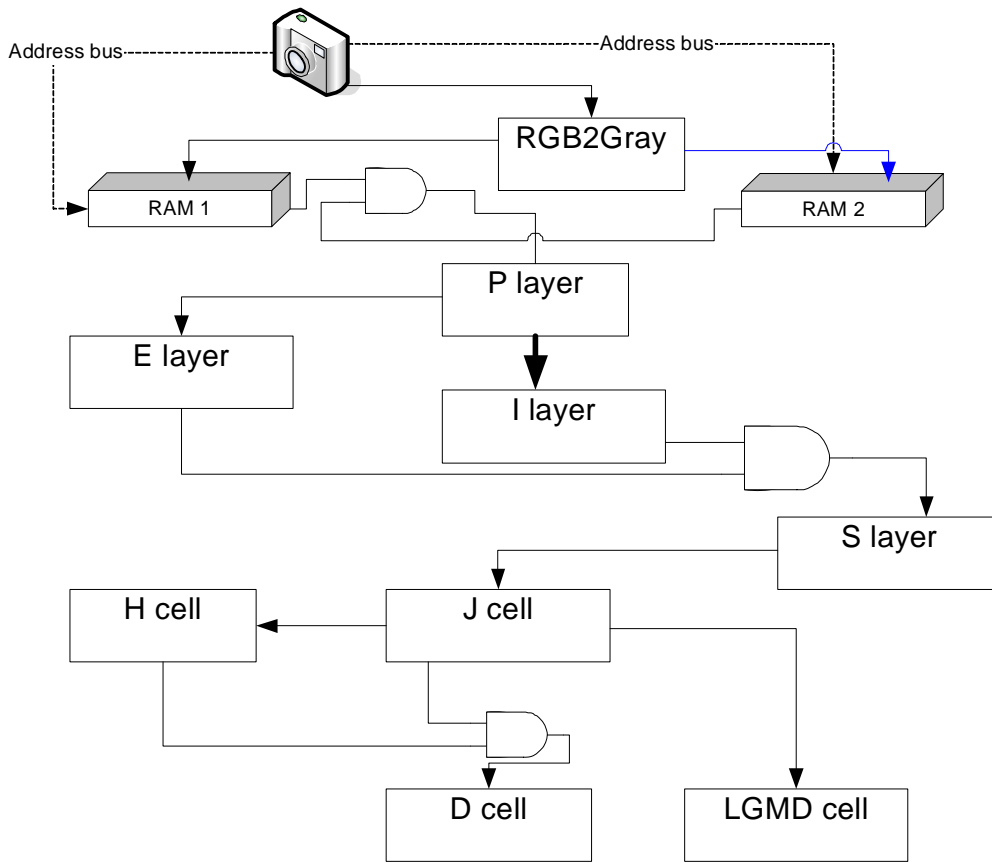 Address bus
Address bus
RGB2Gray
RAM 1
RAM 2
P layer
E layer
I layer
S layer
H cell
J cell
D cell
LGMD cell